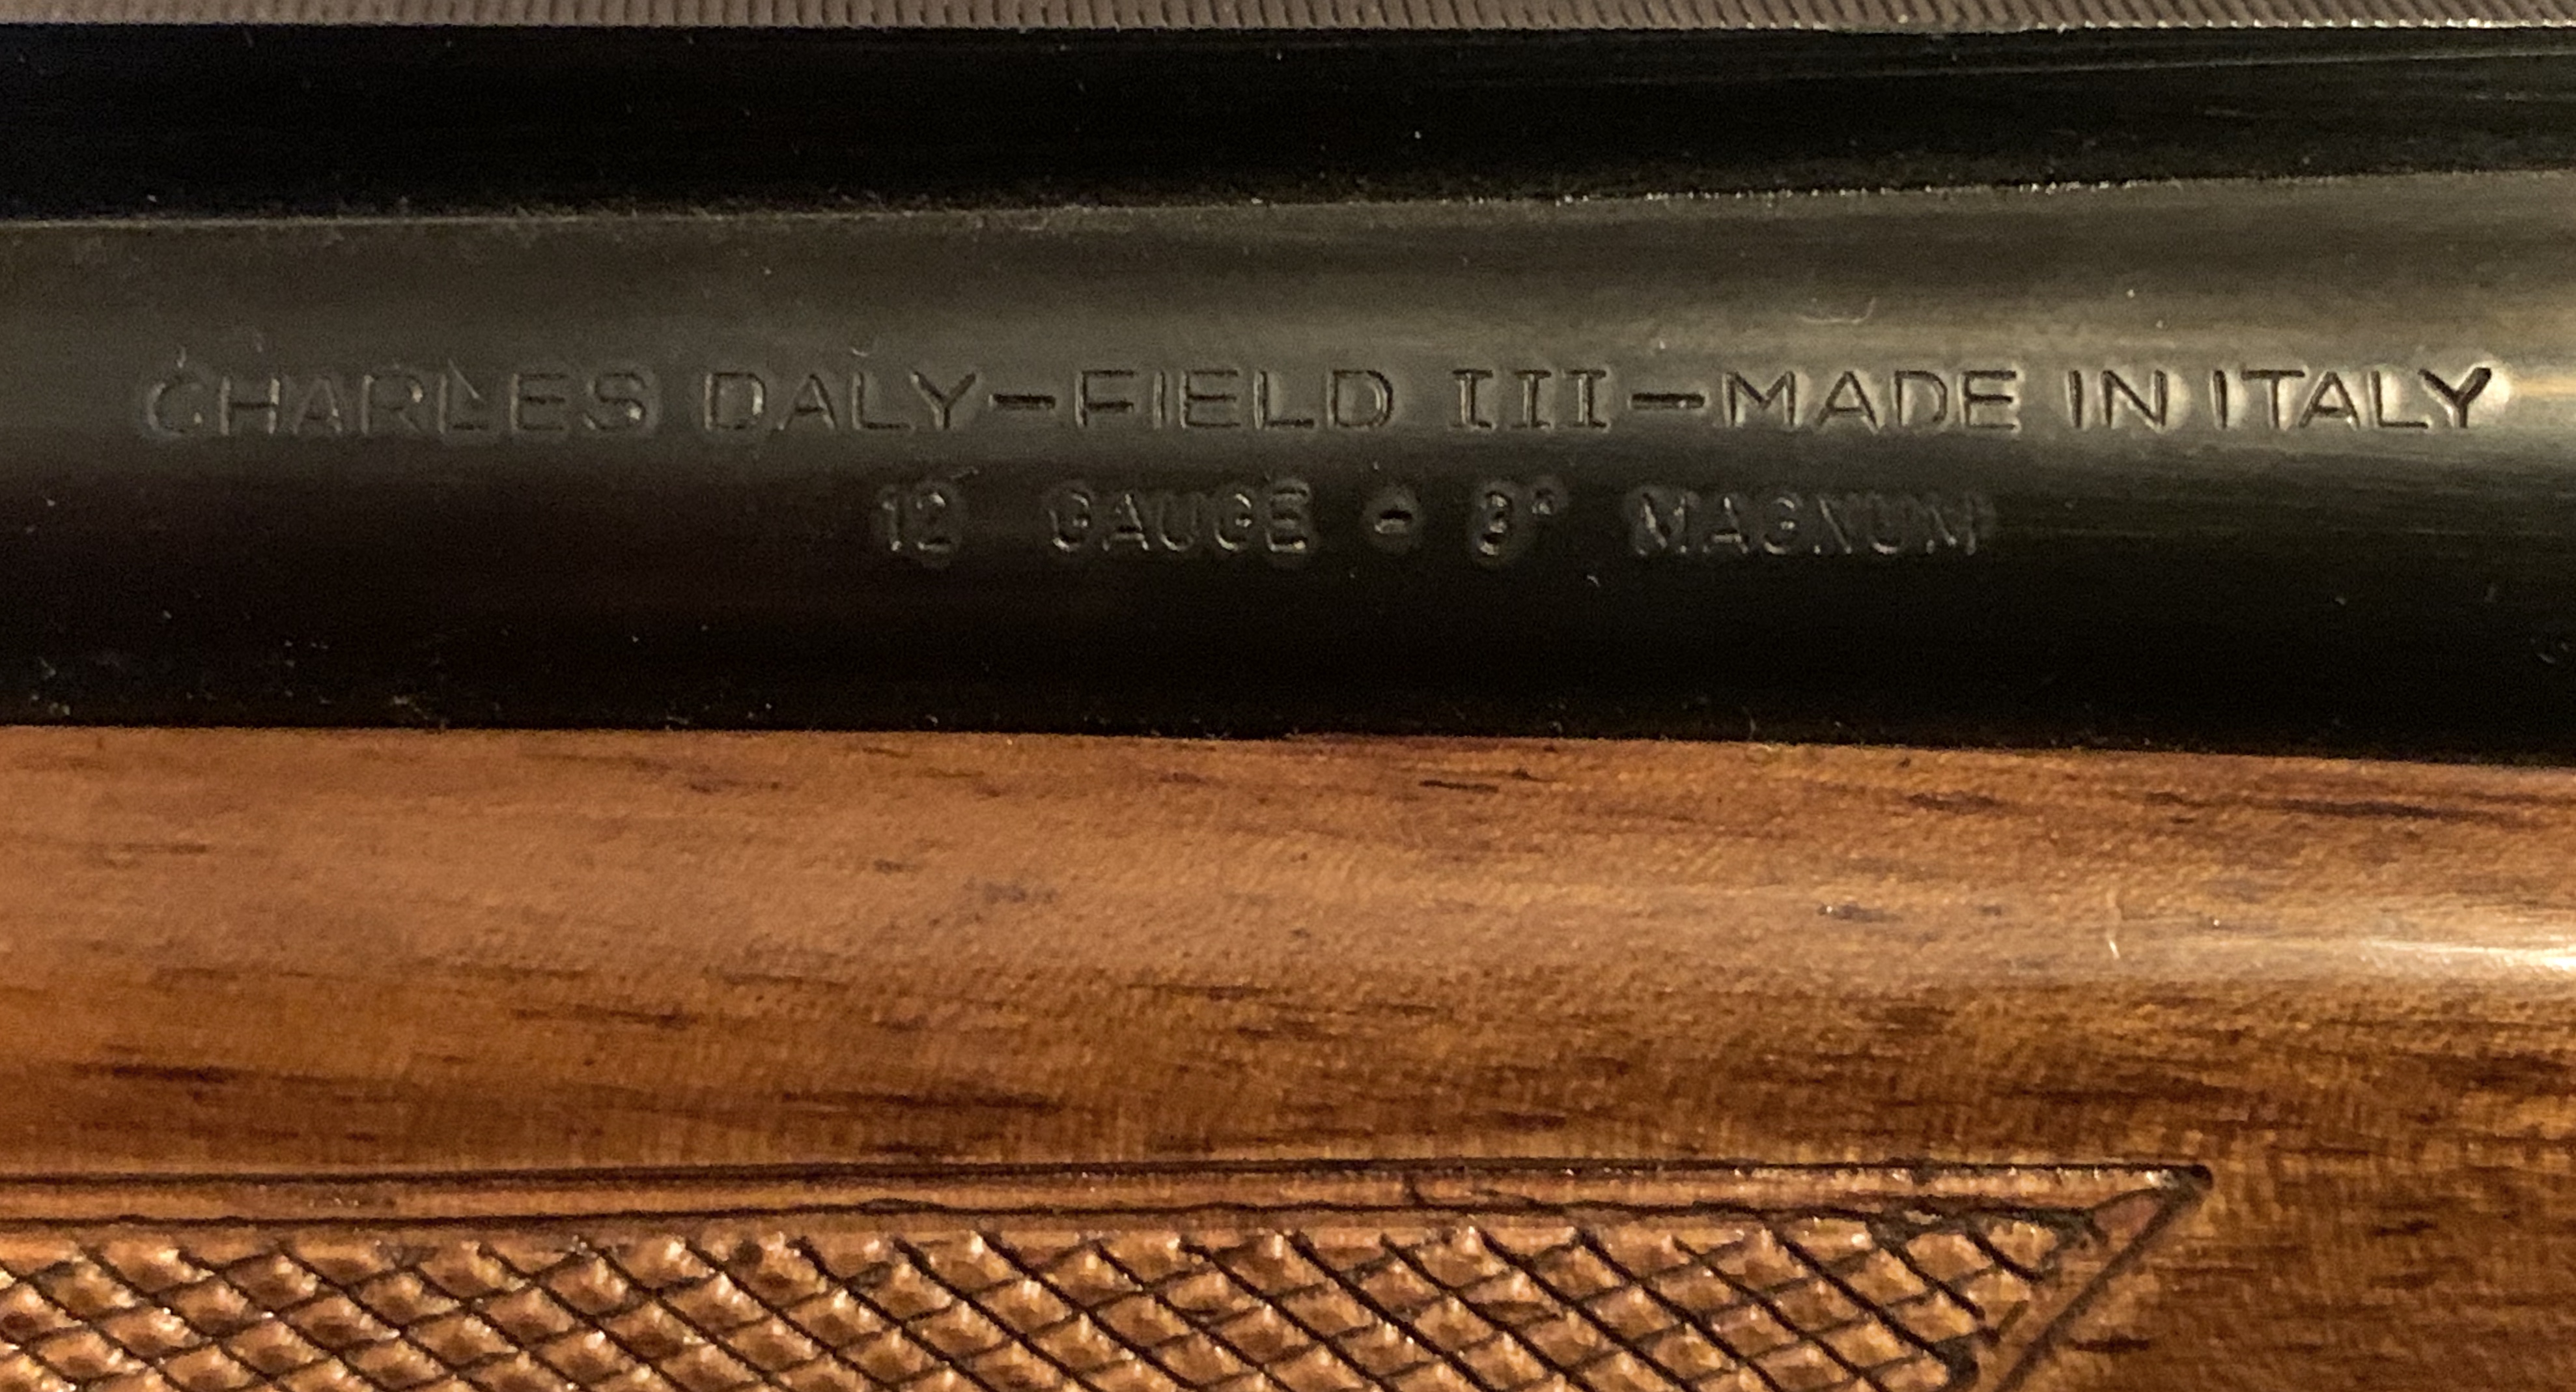 CHARLES DALY-FIELD III-MADE IN ITALY
12 GAUGE - 3" MAGNUM